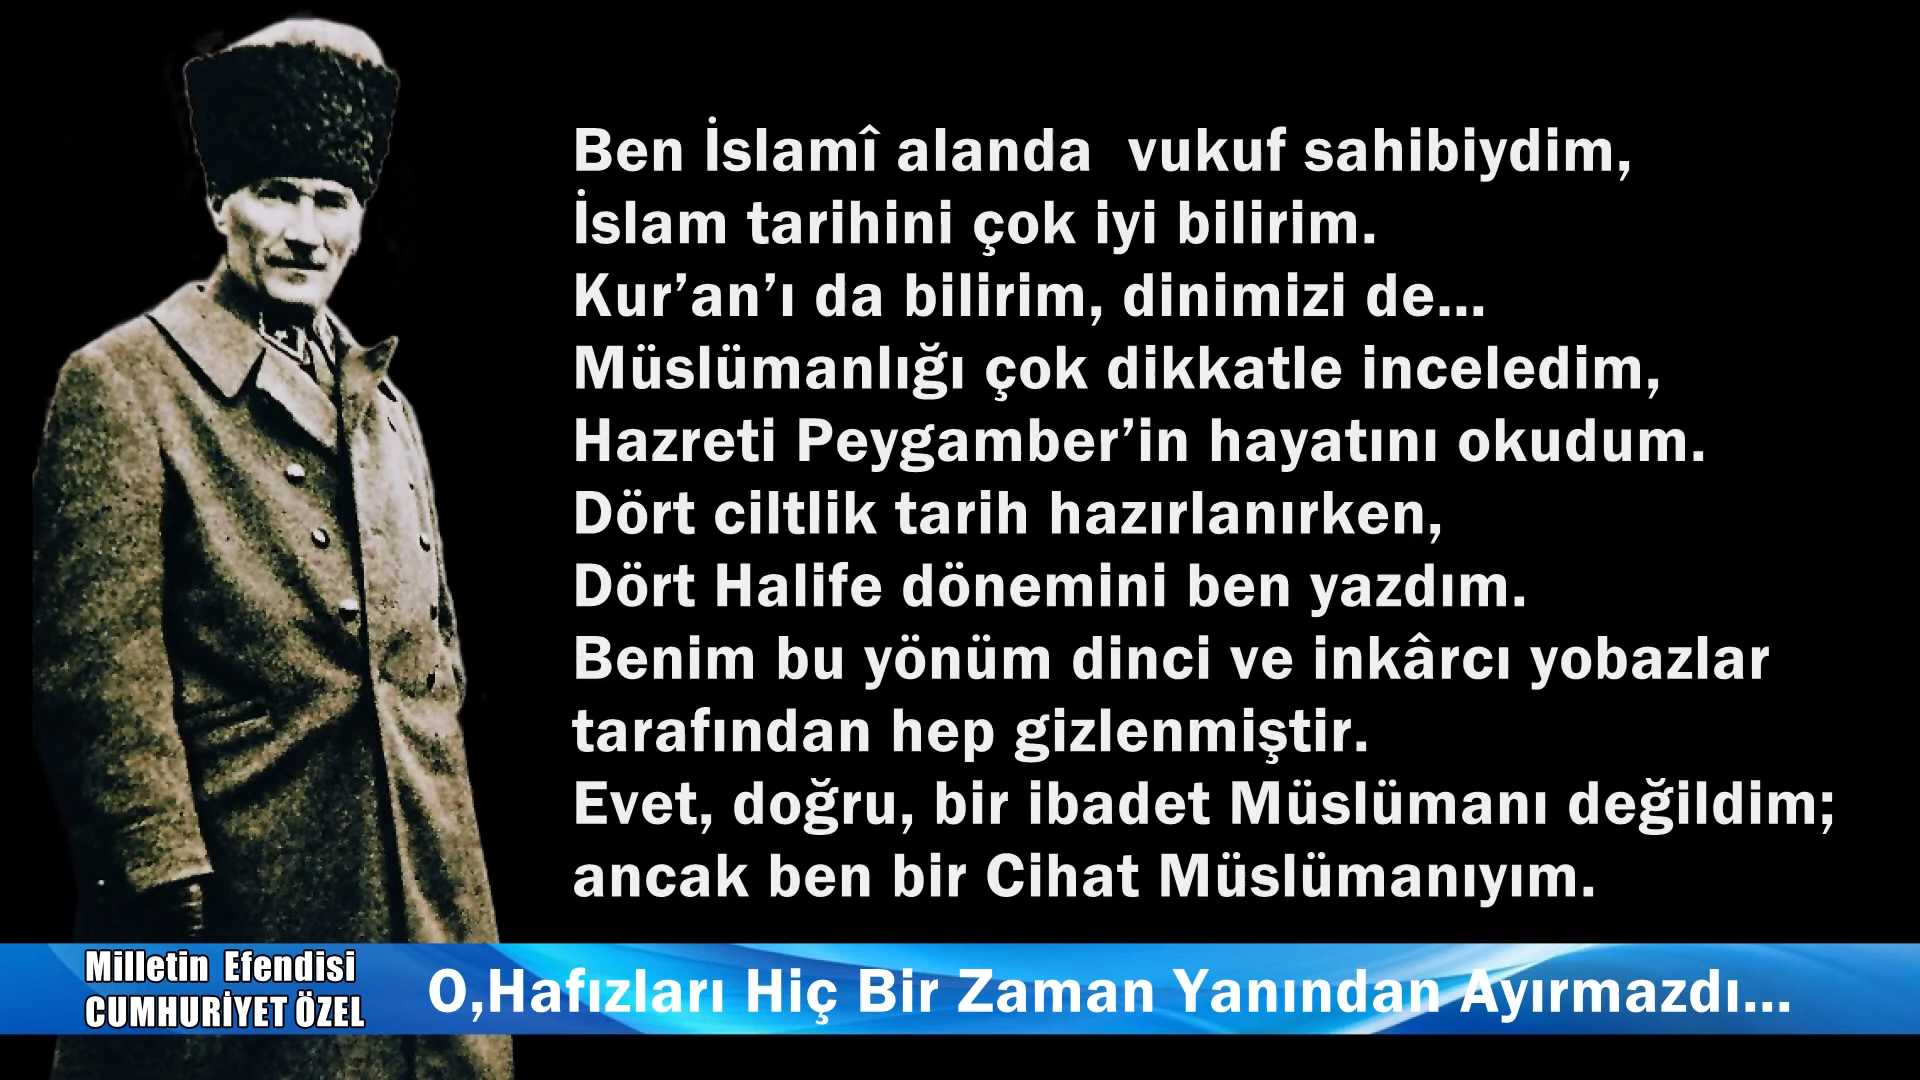 Ben İslamî alanda  vukuf sahibiydim,
İslam tarihini çok iyi bilirim.
Kur’an’ı da bilirim, dinimizi de...
Müslümanlığı çok dikkatle inceledim,
Hazreti Peygamber’in hayatını okudum.
Dört ciltlik tarih hazırlanırken,
Dört Halife dönemini ben yazdım.
Benim bu yönüm dinci ve inkârcı yobazlar
tarafından hep gizlenmiştir.
Evet, doğru, bir ibadet Müslümanı değildim;
ancak ben bir Cihat Müslümanıyım.
Milletin  Efendisi
CUMHURİYET ÖZEL
O,Hafızları Hiç Bir Zaman Yanından Ayırmazdı...